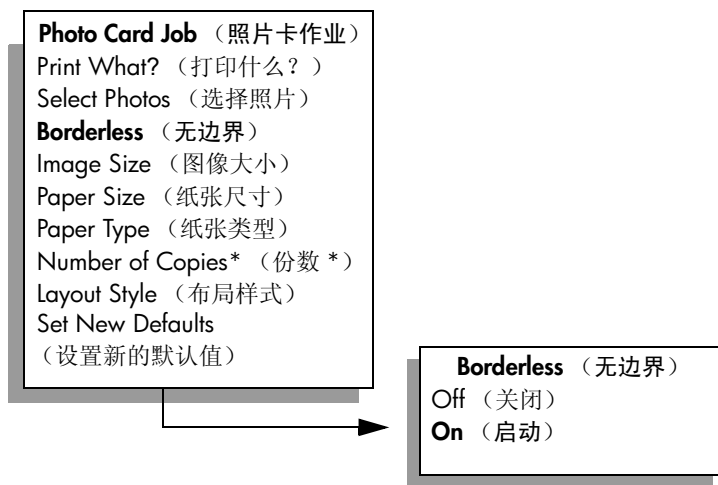 Photo Card Job （照片卡作业）
Print What? （打印什么？）
Select Photos （选择照片）
Borderless （无边界）
Image Size （图像大小）
Paper Size （纸张尺寸）
Paper Type （纸张类型）
Number of Copies* （份数 *）
Layout Style （布局样式）
Set New Defaults
（设置新的默认值）
Borderless （无边界）
Off （关闭）
On （启动）